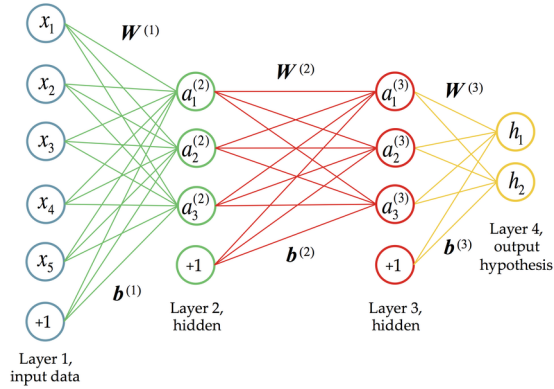 x₁
x₂
x₃
x₄
x₅
+1
Layer 1,
input data
W⁽¹⁾
b⁽¹⁾
a₁⁽²⁾
a₂⁽²⁾
a₃⁽²⁾
+1
Layer 2,
hidden
W⁽²⁾
b⁽²⁾
a₁⁽³⁾
a₂⁽³⁾
a₃⁽³⁾
+1
Layer 3,
hidden
W⁽³⁾
b⁽³⁾
h₁
h₂
Layer 4,
output
hypothesis